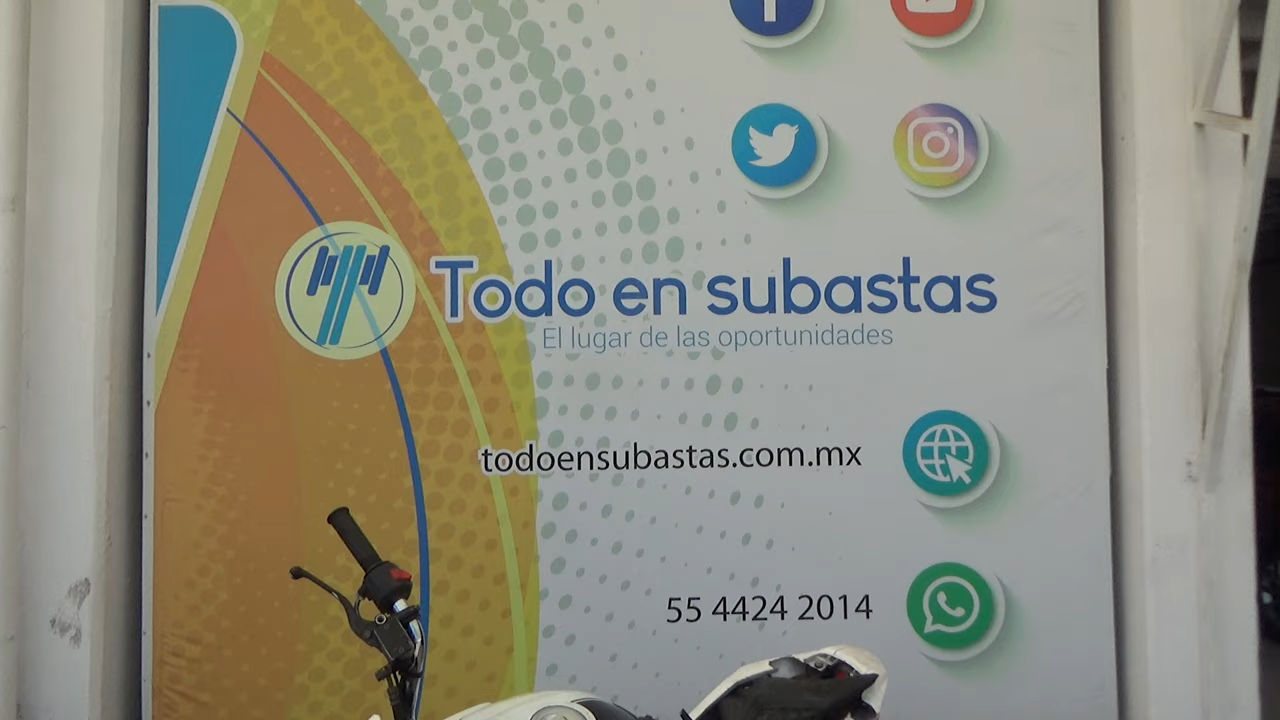 Todo en subastas
El lugar de las oportunidades
todoensubastas.com.mx
55 4424 2014